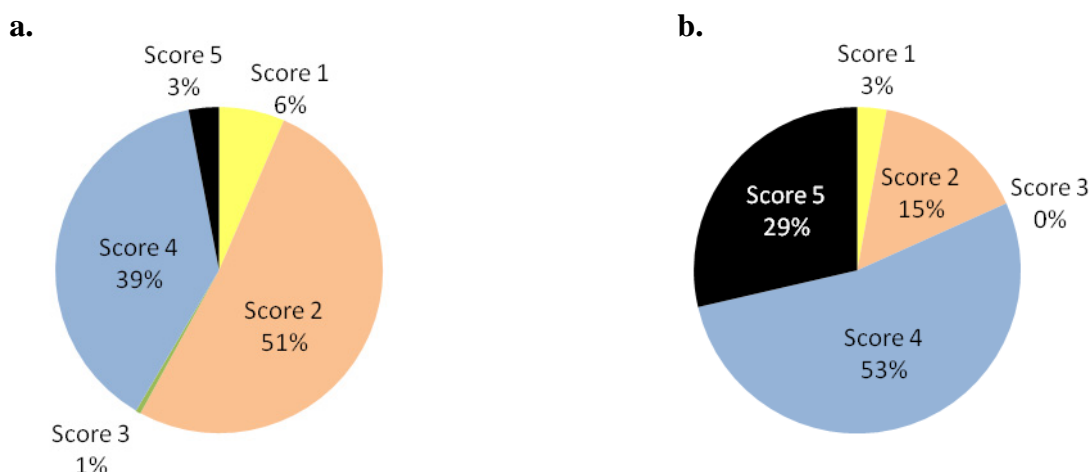 a.
Score 5
3%
Score 1
6%
Score 4
39%
Score 2
51%
Score 3
1%
b.
Score 1
3%
Score 2
15%
Score 3
0%
Score 5
29%
Score 4
53%